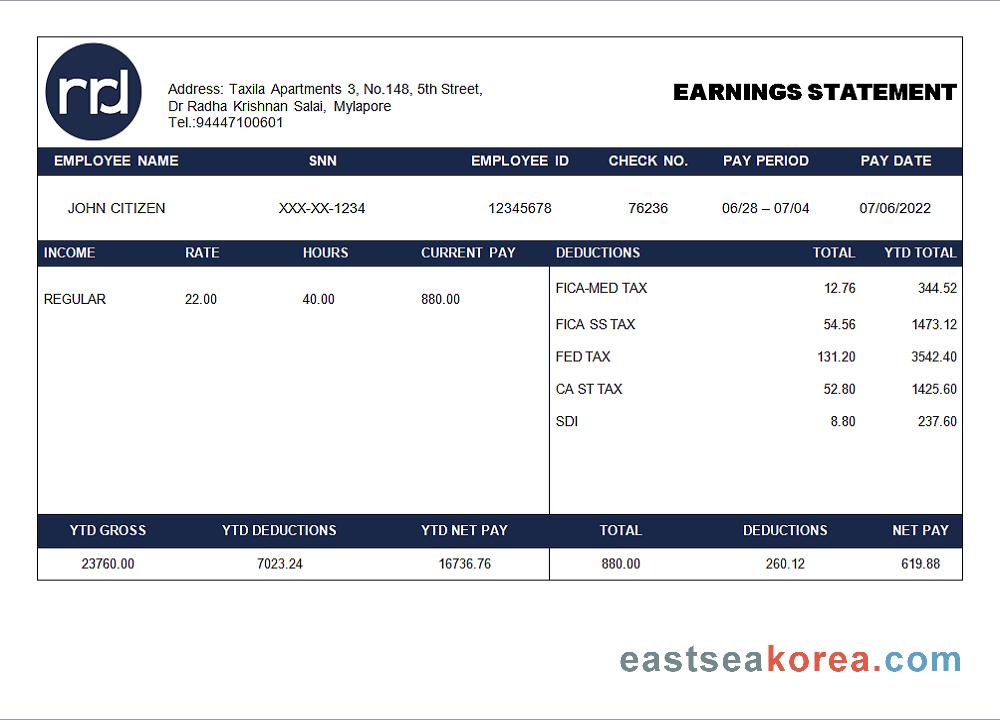 rrd
Address: Taxila Apartments 3, No.148, 5th Street,
Dr Radha Krishnan Salai, Mylapore
Tel.:94447100601
EARNINGS STATEMENT
EMPLOYEE NAME SNN EMPLOYEE ID CHECK NO. PAY PERIOD PAY DATE
JOHN CITIZEN XXX-XX-1234 12345678 76236 06/28 – 07/04 07/06/2022
INCOME RATE HOURS CURRENT PAY DEDUCTIONS TOTAL YTD TOTAL
REGULAR 22.00 40.00 880.00
FICA-MED TAX 12.76 344.52
FICA SS TAX 54.56 1473.12
FED TAX 131.20 3542.40
CA ST TAX 52.80 1425.60
SDI 8.80 237.60
YTD GROSS YTD DEDUCTIONS YTD NET PAY TOTAL DEDUCTIONS NET PAY
23760.00 7023.24 16736.76 880.00 260.12 619.88
eastseakorea.com